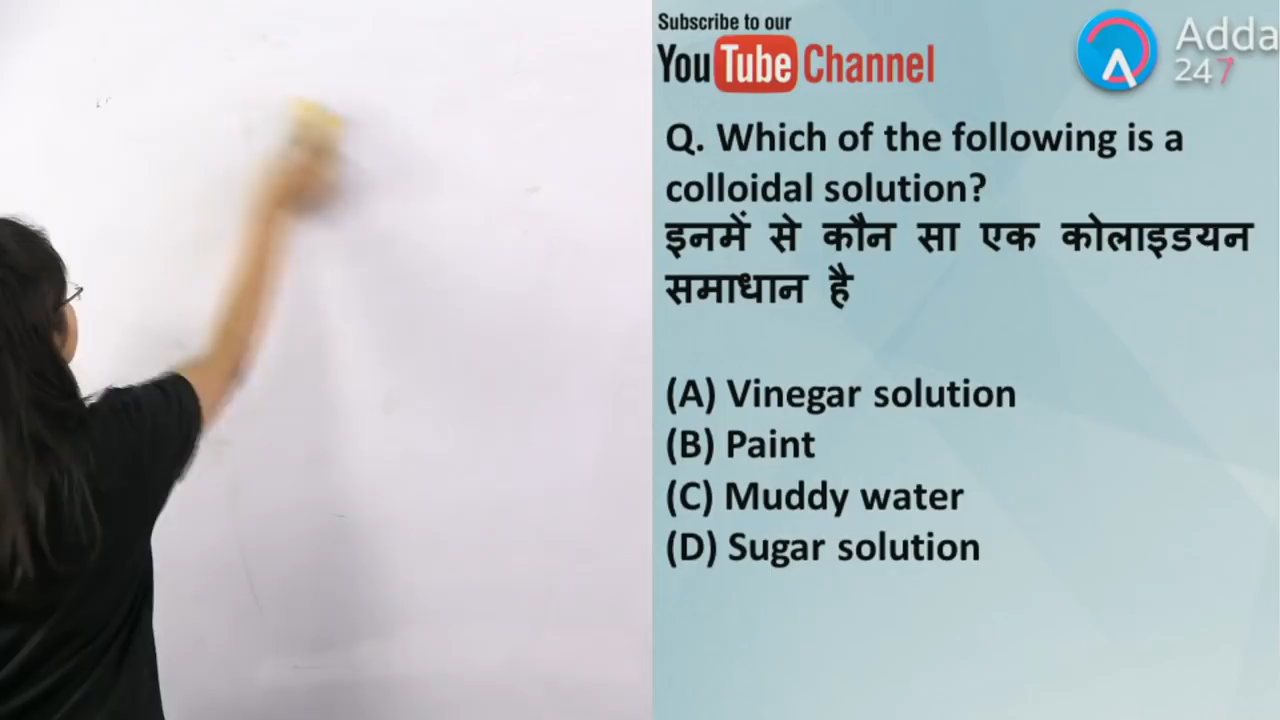 Subscribe to our
YouTube Channel
Adda
247
Q. Which of the following is a
colloidal solution?
इनमें से कौन सा एक कोलाइडयन
समाधान है
(A) Vinegar solution
(B) Paint
(C) Muddy water
(D) Sugar solution